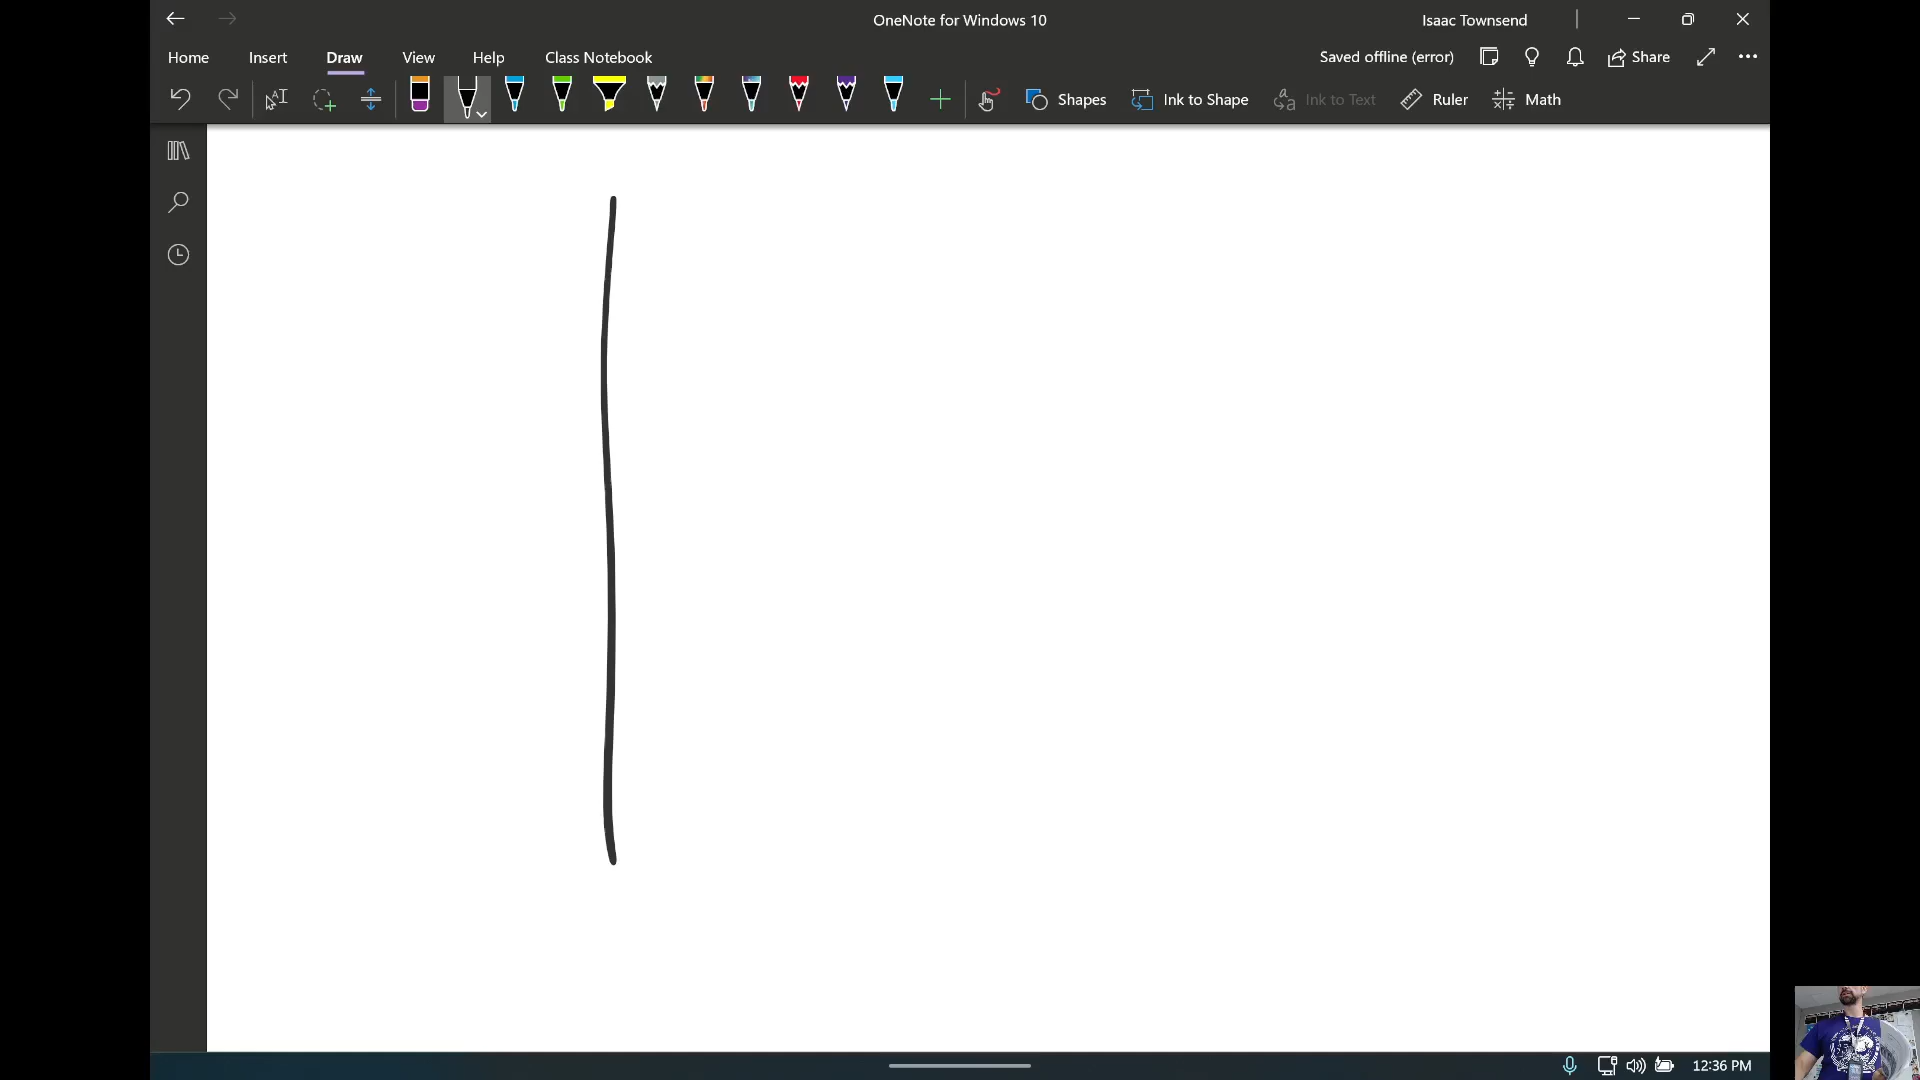 OneNote for Windows 10
Isaac Townsend
Home Insert Draw View Help Class Notebook
Saved offline (error) Share
Shapes Ink to Shape Ink to Text Ruler Math
12:36 PM